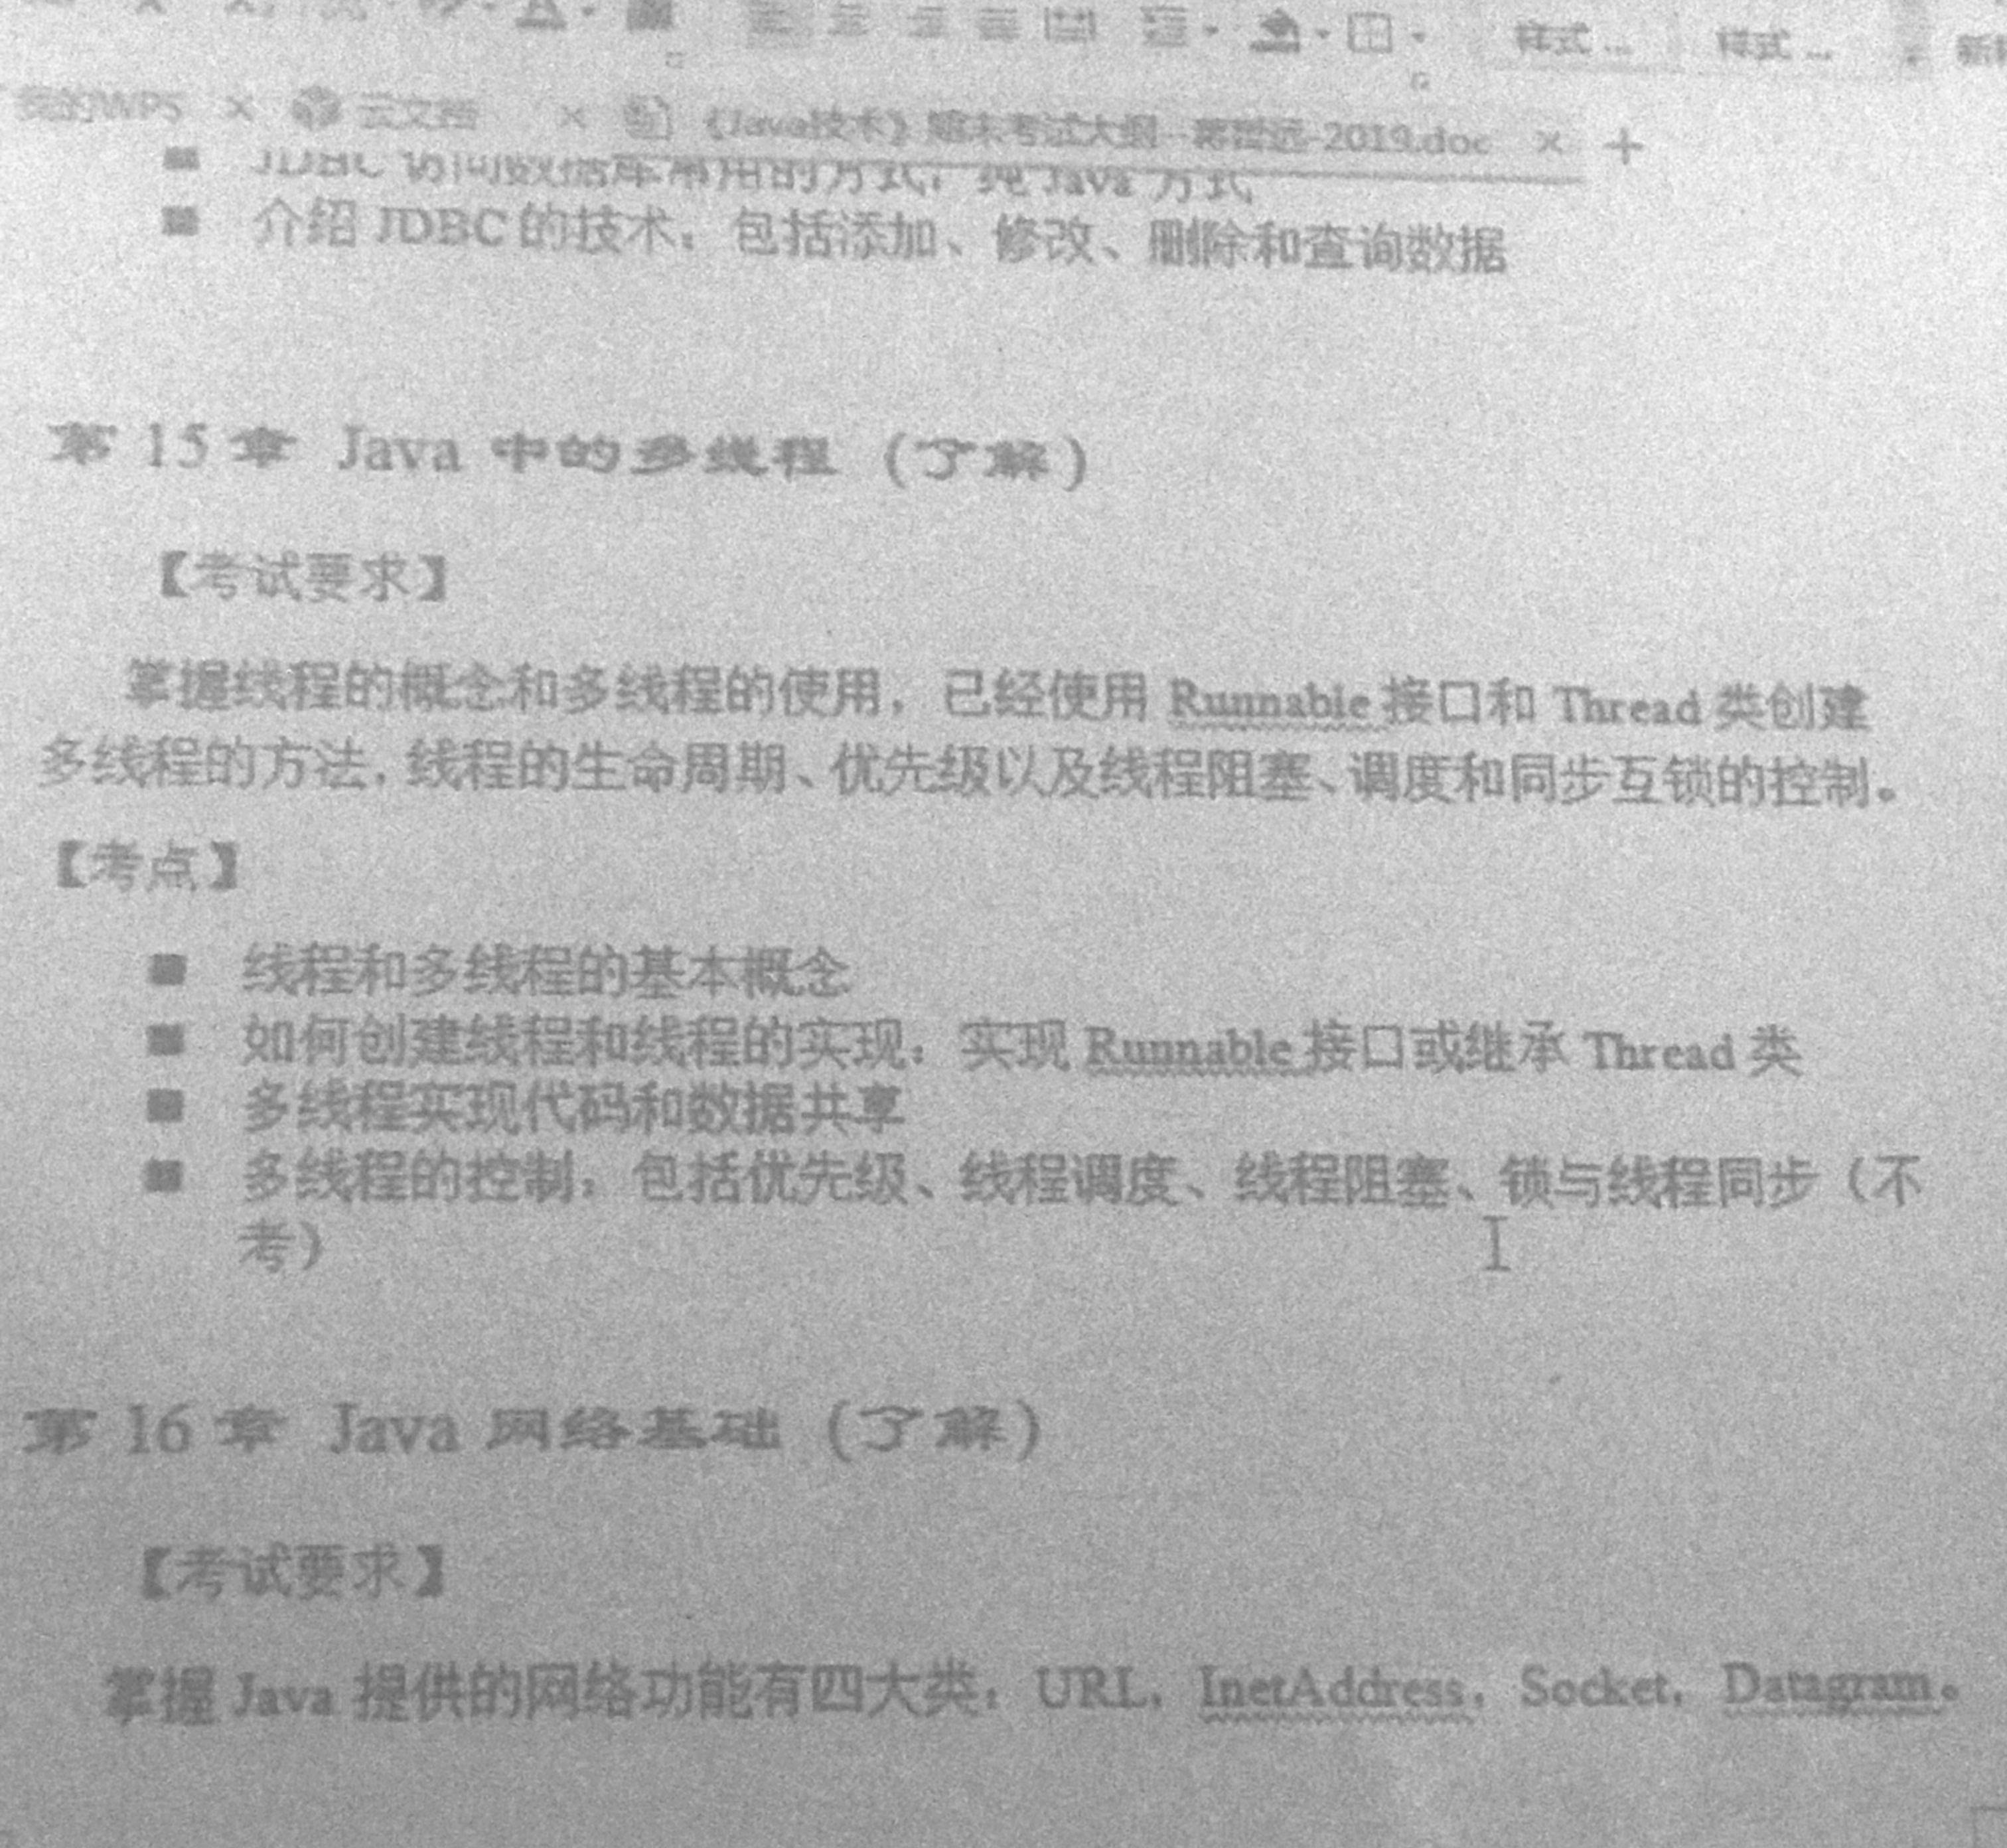 样式... 样式...
我的WPS × 云文档 × 《Java技术》期末考试大纲--蒋世远-2019.doc × +
JDBC 访问数据库常用的方式：纯 Java 方式
■ 介绍 JDBC 的技术：包括添加、修改、删除和查询数据
第 15 章 Java 中的多线程（了解）
【考试要求】
掌握线程的概念和多线程的使用，已经使用 Runnable 接口和 Thread 类创建
多线程的方法，线程的生命周期、优先级以及线程阻塞、调度和同步互锁的控制。
【考点】
■ 线程和多线程的基本概念
■ 如何创建线程和线程的实现：实现 Runnable 接口或继承 Thread 类
■ 多线程实现代码和数据共享
■ 多线程的控制：包括优先级、线程调度、线程阻塞、锁与线程同步（不
考）
第 16 章 Java 网络基础（了解）
【考试要求】
掌握 Java 提供的网络功能有四大类：URL，InetAddress，Socket，Datagram。